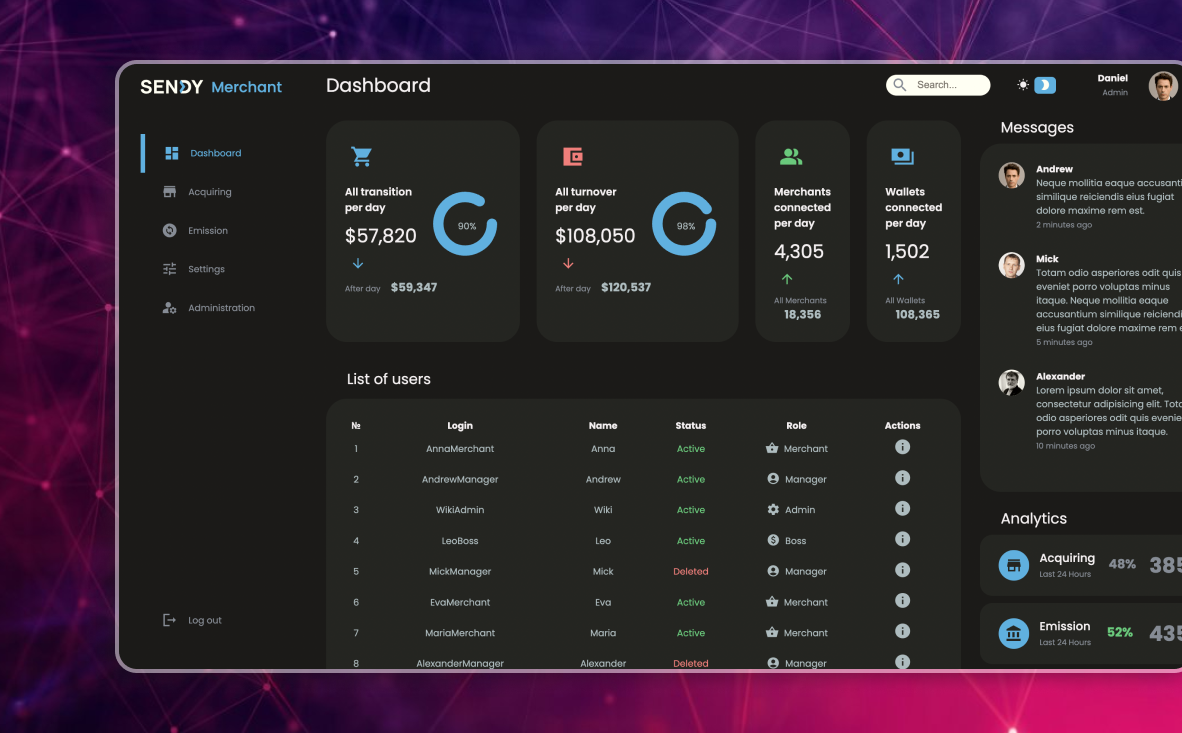 SENDY Merchant
Dashboard
Search...
Daniel
Admin
Dashboard
Acquiring
Emission
Settings
Administration
Log out
All transition
per day
$57,820
90%
After day $59,347
All turnover
per day
$108,050
98%
After day $120,537
Merchants
connected
per day
4,305
All Merchants
18,356
Wallets
connected
per day
1,502
All Wallets
108,365
List of users
№ Login Name Status Role Actions
1 AnnaMerchant Anna Active Merchant
2 AndrewManager Andrew Active Manager
3 WikiAdmin Wiki Active Admin
4 LeoBoss Leo Active Boss
5 MickManager Mick Deleted Manager
6 EvaMerchant Eva Active Merchant
7 MariaMerchant Maria Active Merchant
8 AlexanderManager Alexander Deleted Manager
Messages
Andrew
Neque mollitia eaque accusanti
similique reiciendis eius fugiat
dolore maxime rem est.
2 minutes ago
Mick
Totam odio asperiores odit quis
eveniet porro voluptas minus
itaque. Neque mollitia eaque
accusantium similique reiciendi
eius fugiat dolore maxime rem e
5 minutes ago
Alexander
Lorem ipsum dolor sit amet,
consectetur adipisicing elit. Tota
odio asperiores odit quis evenie
porro voluptas minus itaque.
10 minutes ago
Analytics
Acquiring
Last 24 Hours
48% 385
Emission
Last 24 Hours
52% 435